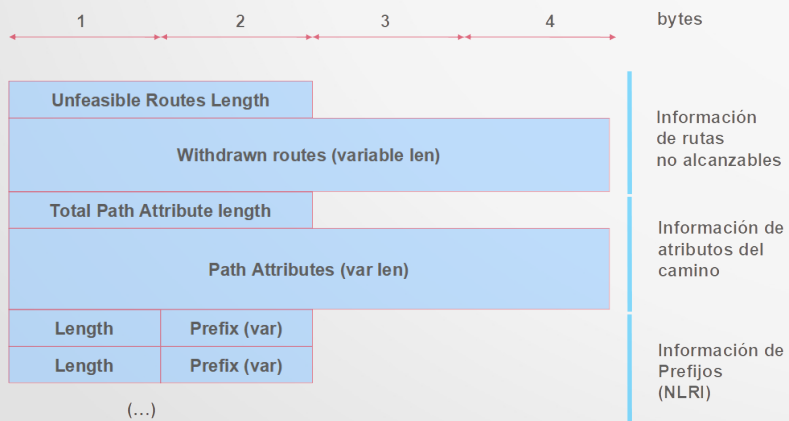 1 2 3 4 bytes
Unfeasible Routes Length
Withdrawn routes (variable len)
Información
de rutas
no alcanzables
Total Path Attribute length
Path Attributes (var len)
Información de
atributos del
camino
Length Prefix (var)
Length Prefix (var)
(...)
Información de
Prefijos
(NLRI)